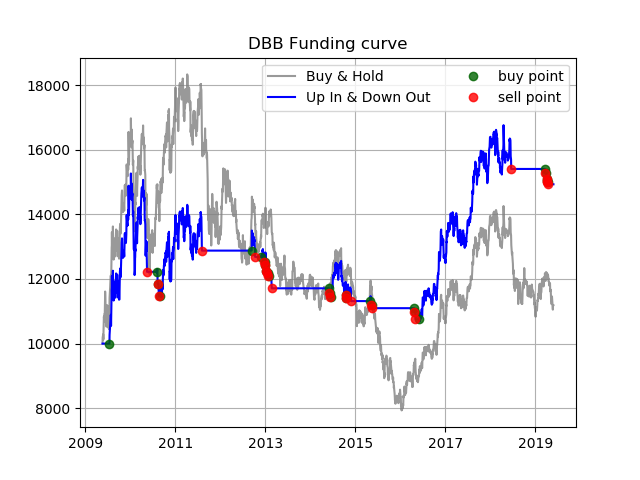 DBB Funding curve
Buy & Hold
Up In & Down Out
buy point
sell point
18000
16000
14000
12000
10000
8000
2009 2011 2013 2015 2017 2019